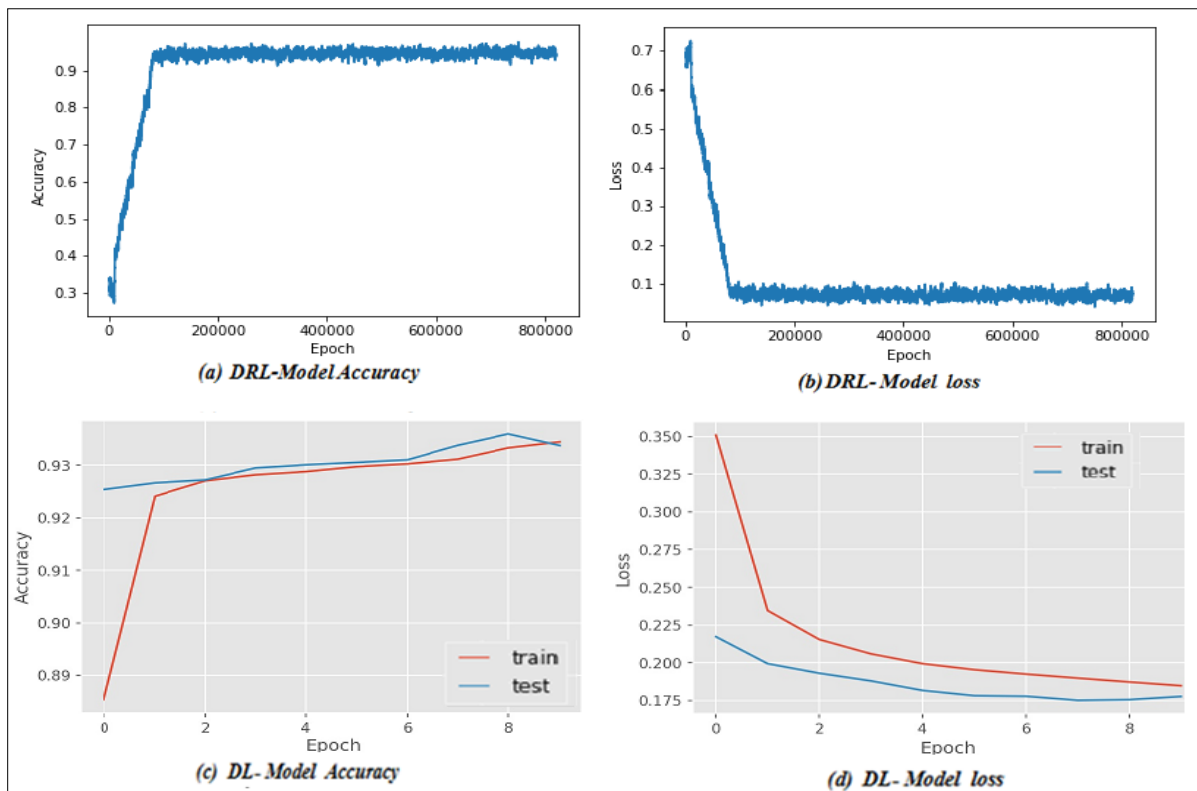 0.9
0.8
0.7
0.6
0.5
0.4
0.3
Accuracy
0 200000 400000 600000 800000
Epoch
(a) DRL-Model Accuracy
0.7
0.6
0.5
0.4
0.3
0.2
0.1
Loss
0 200000 400000 600000 800000
Epoch
(b) DRL- Model loss
0.93
0.92
0.91
0.90
0.89
Accuracy
train
test
0 2 4 6 8
Epoch
(c) DL- Model Accuracy
0.350
0.325
0.300
0.275
0.250
0.225
0.200
0.175
Loss
train
test
0 2 4 6 8
Epoch
(d) DL- Model loss